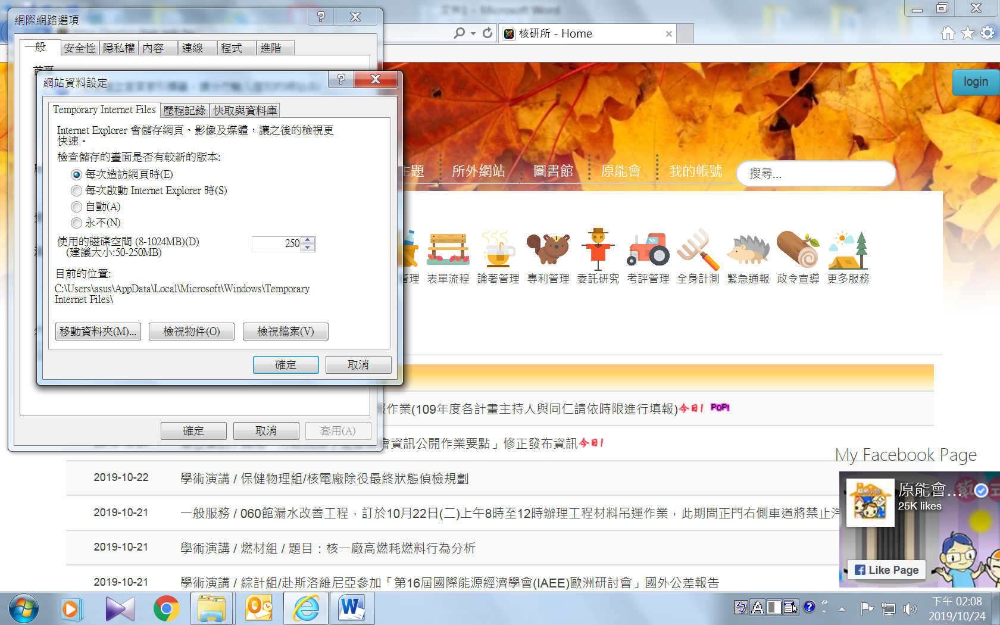 網際網路選項
一般
安全性
隱私權
內容
連線
程式
進階
網站資料設定
Temporary Internet Files
歷程記錄
快取與資料庫
Internet Explorer 會儲存網頁、影像及媒體，讓之後的檢視更
快速。
檢查儲存的畫面是否有較新的版本:
每次造訪網頁時(E)
每次啟動 Internet Explorer 時(S)
自動(A)
永不(N)
使用的磁碟空間 (8-1024MB)(D)
250
(建議大小:50-250MB)
目前的位置:
C:\Users\asus\AppData\Local\Microsoft\Windows\Temporary
Internet Files\
移動資料夾(M)...
檢視物件(O)
檢視檔案(V)
確定
取消
確定
取消
套用(A)
核研所 - Home
login
主題
所外網站
圖書館
原能會
我的帳號
搜尋...
管理
表單流程
論著管理
專利管理
委託研究
考評管理
全身計測
緊急通報
政令宣導
更多服務
作業(109年度各計畫主持人與同仁請依時限進行填報)今日! POP!
會資訊公開作業要點」修正發布資訊今日!
2019-10-22 學術演講 / 保健物理組/核電廠除役最終狀態偵檢規劃
2019-10-21 一般服務 / 060館漏水改善工程，訂於10月22日(二)上午8時至12時辦理工程材料吊運作業，此期間正門右側車道將禁止
2019-10-21 學術演講 / 燃材組 / 題目：核一廠高燃耗燃料行為分析
2019-10-21 學術演講 / 綜計組/赴斯洛維尼亞參加「第16屆國際能源經濟學會(IAEE)歐洲研討會」國外公差報告
My Facebook Page
原能會...
25K likes
Like Page
下午 02:08
2019/10/24